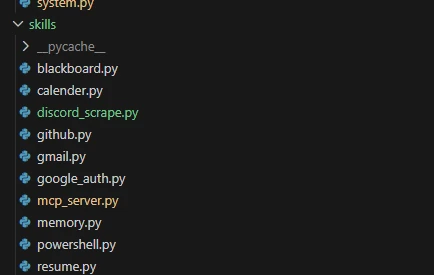 system.py
skills
__pycache__
blackboard.py
calender.py
discord_scrape.py
github.py
gmail.py
google_auth.py
mcp_server.py
memory.py
powershell.py
resume.py